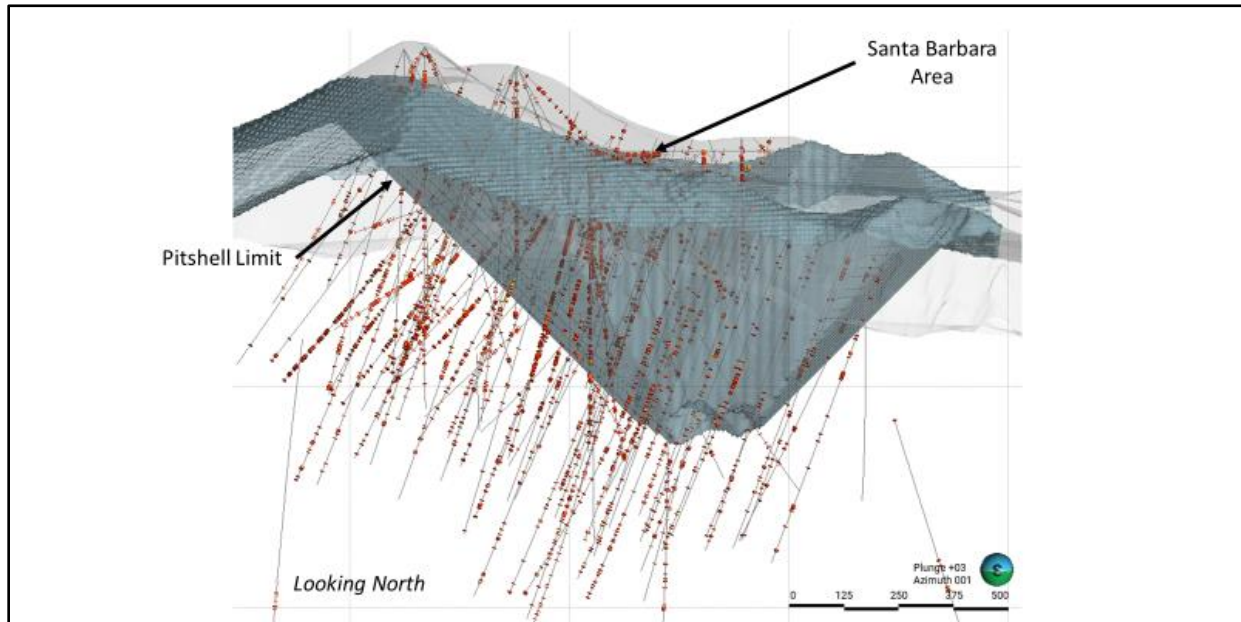 Santa Barbara
Area
Pitshell Limit
Looking North
Plunge +03
Azimuth 001
S
0 125 250 375 500